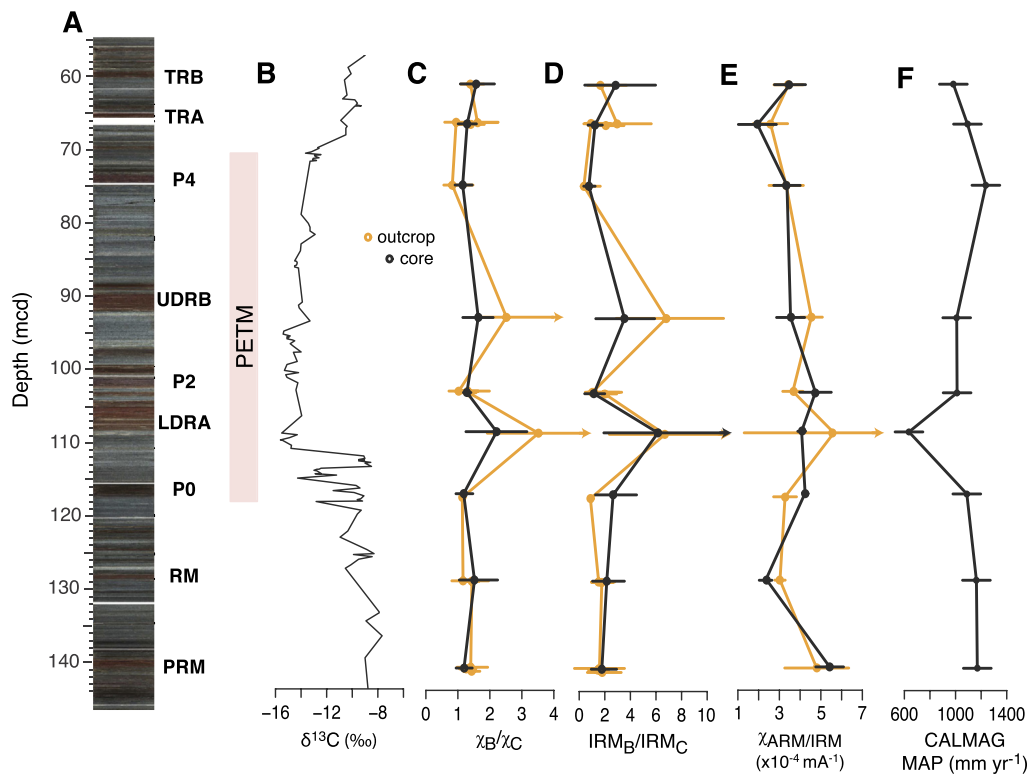 A
B
C
D
E
F
Depth (mcd)
60
70
80
90
100
110
120
130
140
TRB
TRA
P4
UDRB
P2
LDRA
P0
RM
PRM
PETM
outcrop
core
−16
−12
−8
δ¹³C (‰)
0
1
2
3
4
χB/χC
0
2
4
6
8
10
IRMB/IRMC
1
3
5
7
χARM/IRM
(x10⁻⁴ mA⁻¹)
600
1000
1400
CALMAG
MAP (mm yr⁻¹)